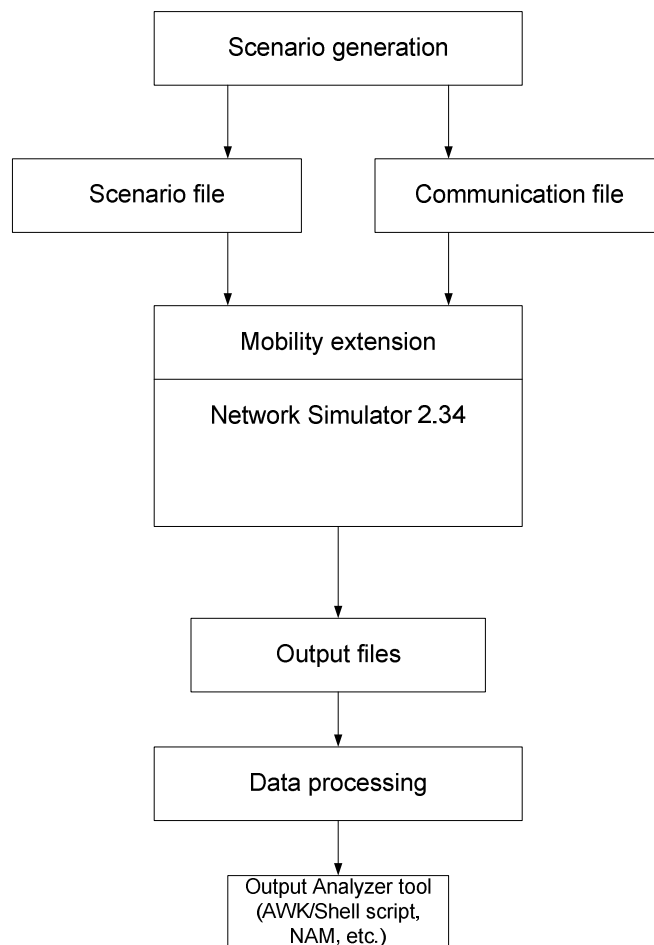 Scenario generation
Scenario file
Communication file
Mobility extension
Network Simulator 2.34
Output files
Data processing
Output Analyzer tool
(AWK/Shell script,
NAM, etc.)